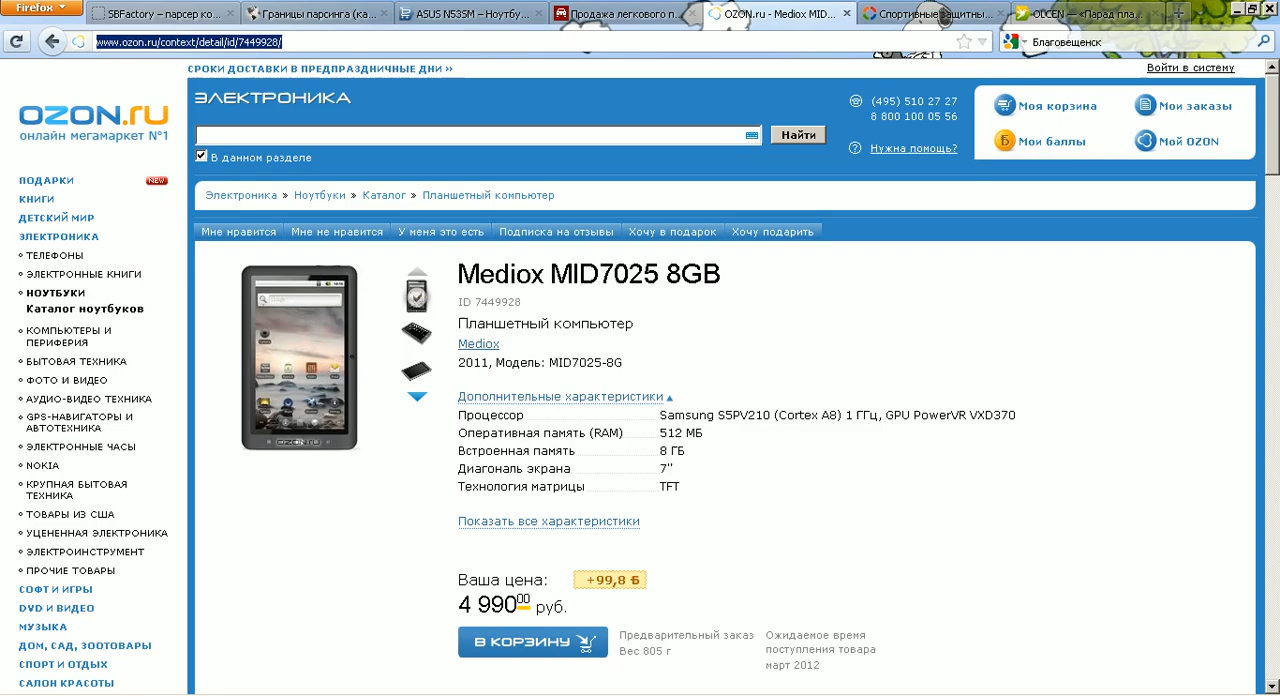 Firefox
SBFactory – парсер ко...
Границы парсинга (ка...
ASUS N53SM – Ноутбу...
Продажа легкового п...
OZON.ru - Mediox MID...
Спортивные защитны...
OLCEN — «Парад пла...
www.ozon.ru/context/detail/id/7449928/
Благовещенск
СРОКИ ДОСТАВКИ В ПРЕДПРАЗДНИЧНЫЕ ДНИ »
Войти в систему
OZON.ru
онлайн мегамаркет №1
ЭЛЕКТРОНИКА
Найти
В данном разделе
(495) 510 27 27
8 800 100 05 56
Нужна помощь?
Моя корзина
Мои заказы
Мои баллы
Мой OZON
ПОДАРКИ NEW
КНИГИ
ДЕТСКИЙ МИР
ЭЛЕКТРОНИКА
ТЕЛЕФОНЫ
ЭЛЕКТРОННЫЕ КНИГИ
НОУТБУКИ
Каталог ноутбуков
КОМПЬЮТЕРЫ И
ПЕРИФЕРИЯ
БЫТОВАЯ ТЕХНИКА
ФОТО И ВИДЕО
АУДИО-ВИДЕО ТЕХНИКА
GPS-НАВИГАТОРЫ И
АВТОТЕХНИКА
ЭЛЕКТРОННЫЕ ЧАСЫ
NOKIA
КРУПНАЯ БЫТОВАЯ
ТЕХНИКА
ТОВАРЫ ИЗ США
УЦЕНЕННАЯ ЭЛЕКТРОНИКА
ЭЛЕКТРОИНСТРУМЕНТ
ПРОЧИЕ ТОВАРЫ
СОФТ И ИГРЫ
DVD И ВИДЕО
МУЗЫКА
ДОМ, САД, ЗООТОВАРЫ
СПОРТ И ОТДЫХ
САЛОН КРАСОТЫ
Электроника » Ноутбуки » Каталог » Планшетный компьютер
Мне нравится
Мне не нравится
У меня это есть
Подписка на отзывы
Хочу в подарок
Хочу подарить
OZON.RU
Mediox MID7025 8GB
ID 7449928
Планшетный компьютер
Mediox
2011, Модель: MID7025-8G
Дополнительные характеристики
Процессор Samsung S5PV210 (Cortex A8) 1 ГГц, GPU PowerVR VXD370
Оперативная память (RAM) 512 МБ
Встроенная память 8 ГБ
Диагональ экрана 7''
Технология матрицы TFT
Показать все характеристики
Ваша цена: +99,8 Б
4 990 00 руб.
В КОРЗИНУ
Предварительный заказ
Вес 805 г
Ожидаемое время
поступления товара
март 2012